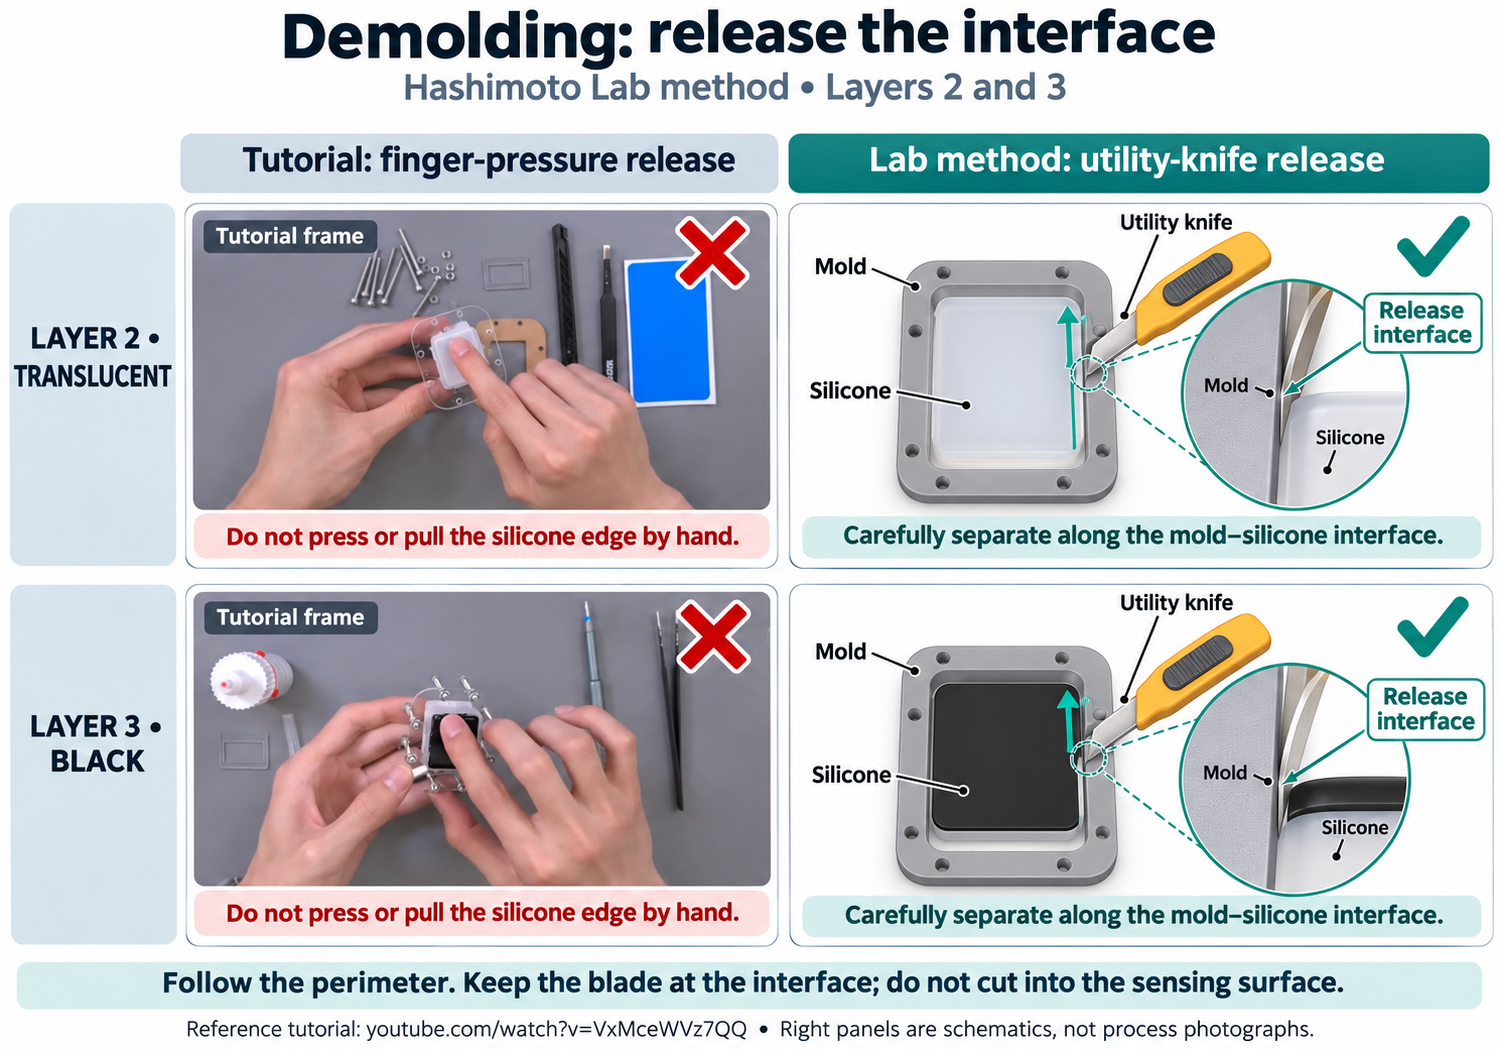 Demolding: release the interface
Hashimoto Lab method • Layers 2 and 3
Tutorial: finger-pressure release
Lab method: utility-knife release
LAYER 2 •
TRANSLUCENT
Tutorial frame
Do not press or pull the silicone edge by hand.
Utility knife
Mold
Silicone
Release
interface
Mold
Silicone
Carefully separate along the mold–silicone interface.
LAYER 3 •
BLACK
Tutorial frame
Do not press or pull the silicone edge by hand.
Utility knife
Mold
Silicone
Release
interface
Mold
Silicone
Carefully separate along the mold–silicone interface.
Follow the perimeter. Keep the blade at the interface; do not cut into the sensing surface.
Reference tutorial: youtube.com/watch?v=VxMceWVz7QQ • Right panels are schematics, not process photographs.